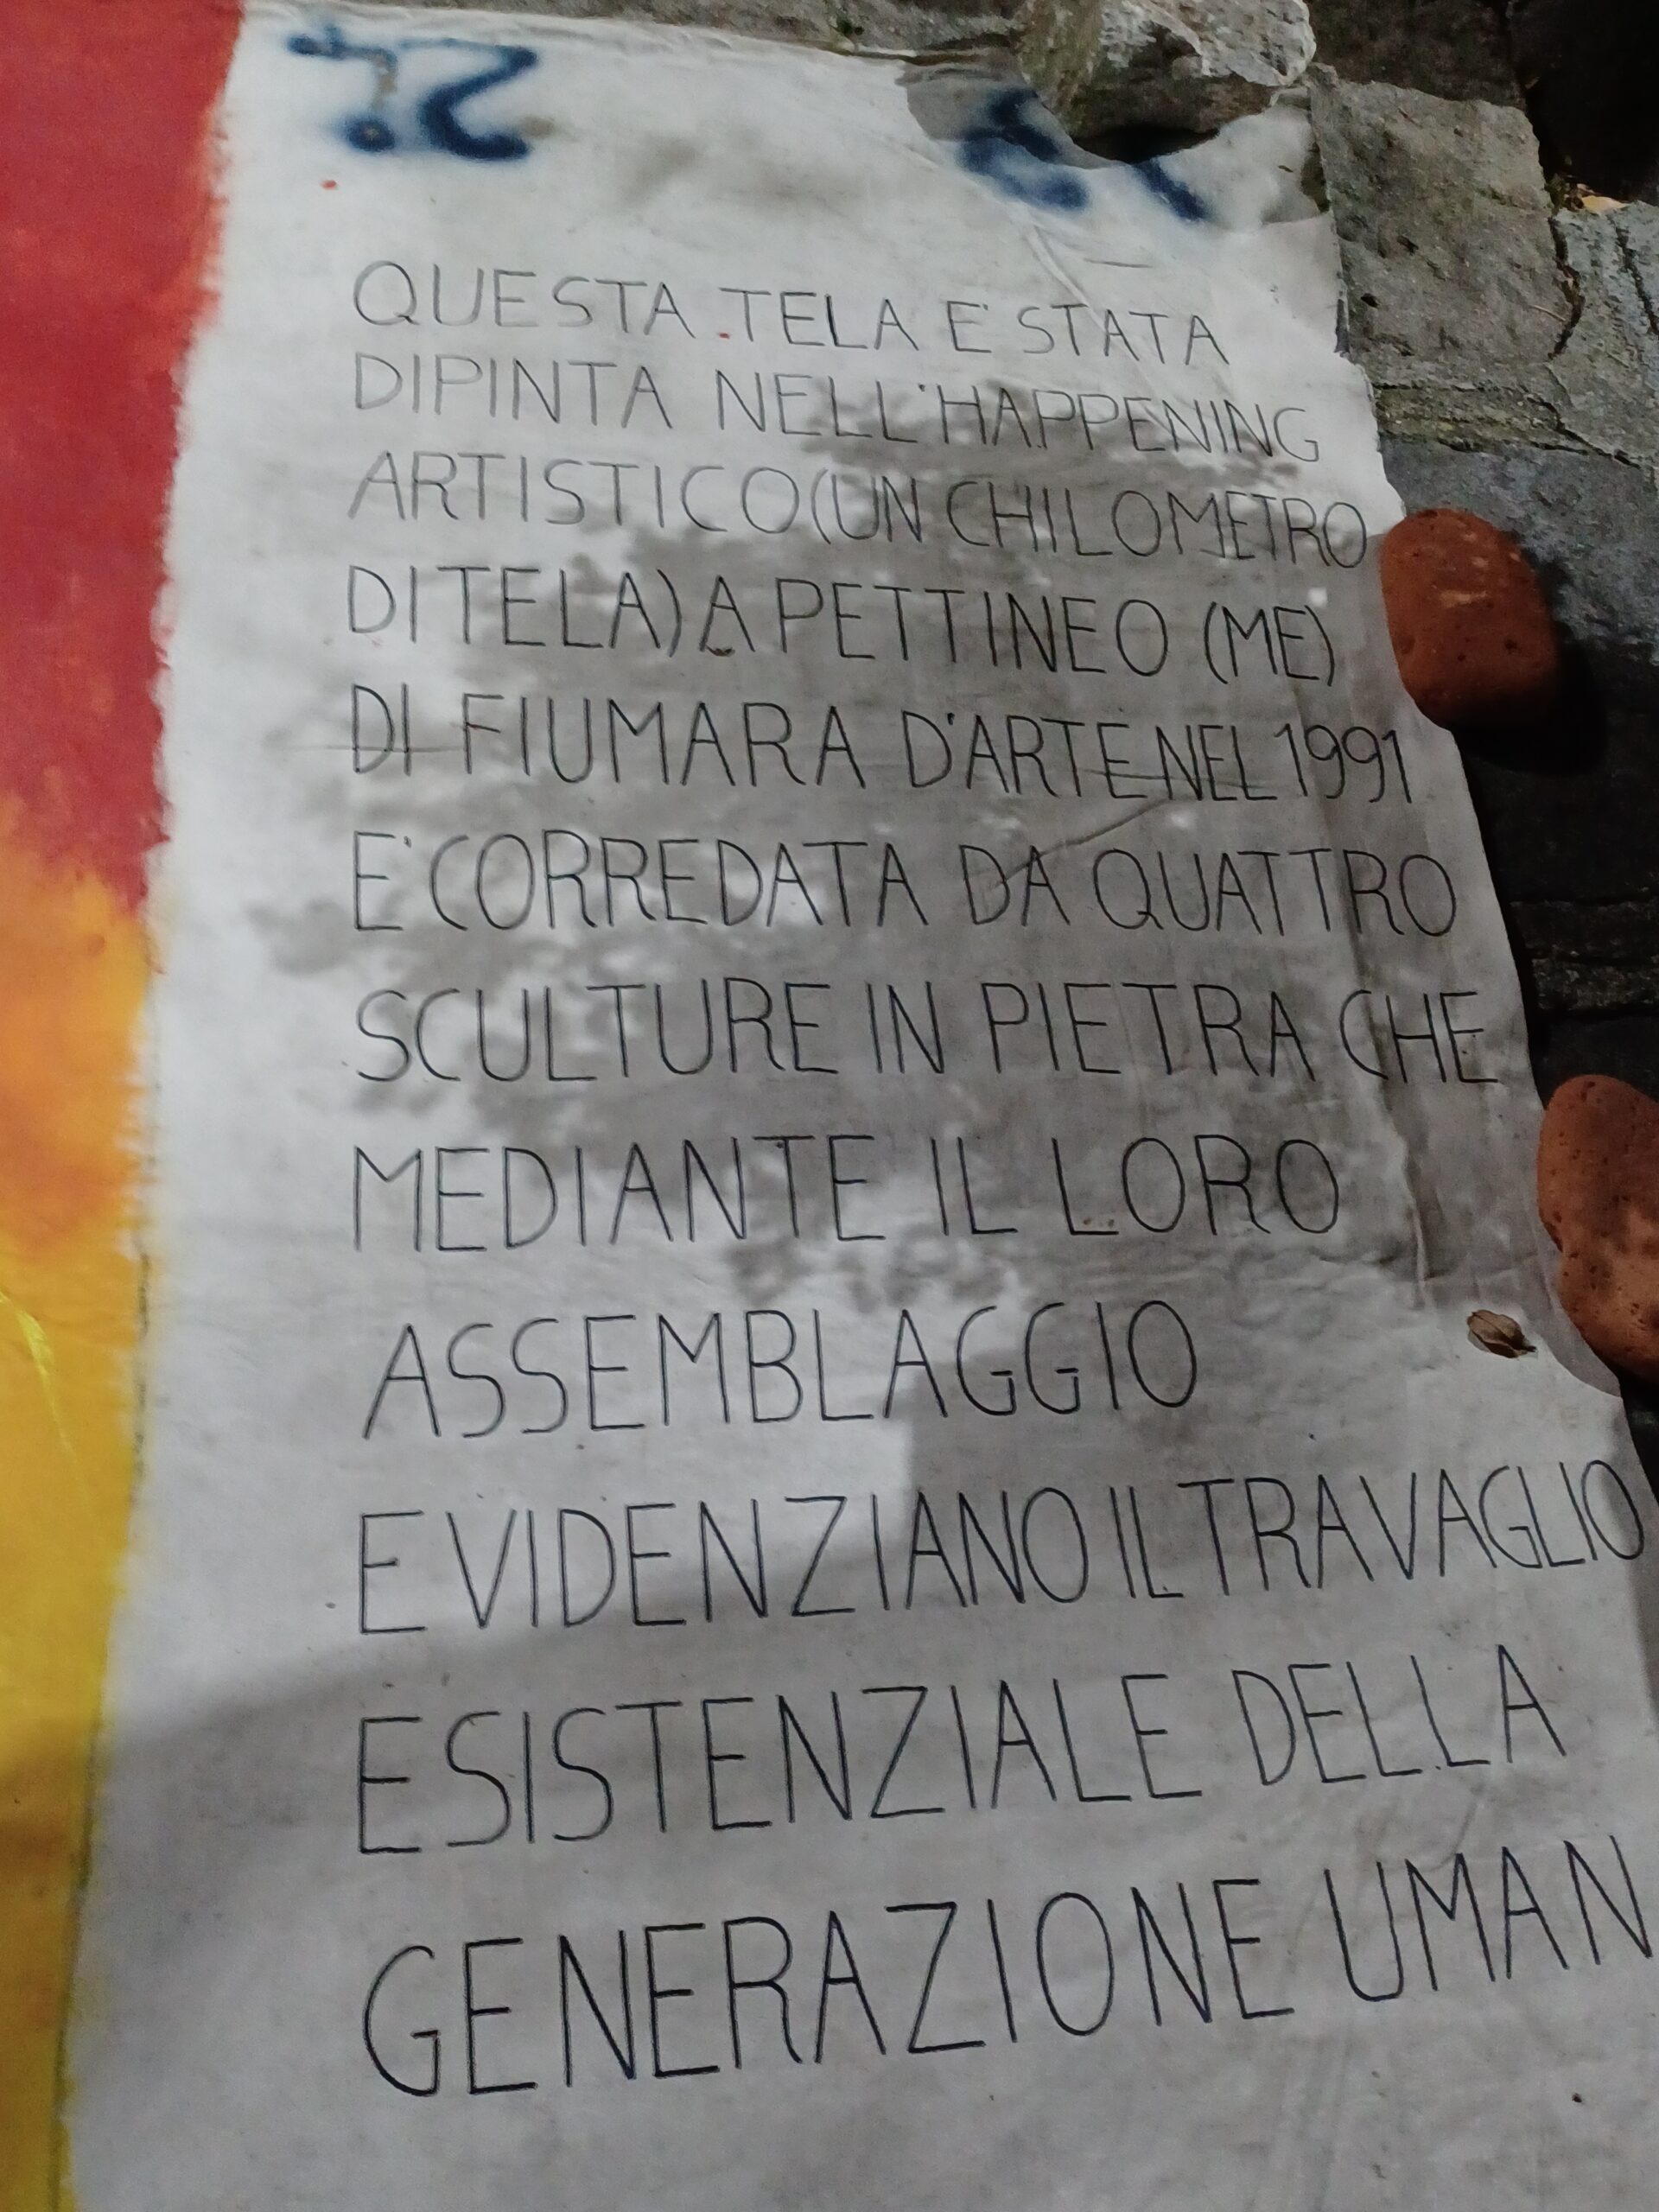 QUESTA TELA E' STATA
DIPINTA NELL'HAPPENING
ARTISTICO (UN CHILOMETRO
DI TELA) A PETTINEO (ME)
DI FIUMARA D'ARTE NEL 1991
E' CORREDATA DA QUATTRO
SCULTURE IN PIETRA CHE
MEDIANTE IL LORO
ASSEMBLAGGIO
EVIDENZIANO IL TRAVAGLIO
ESISTENZIALE DELLA
GENERAZIONE UMAN